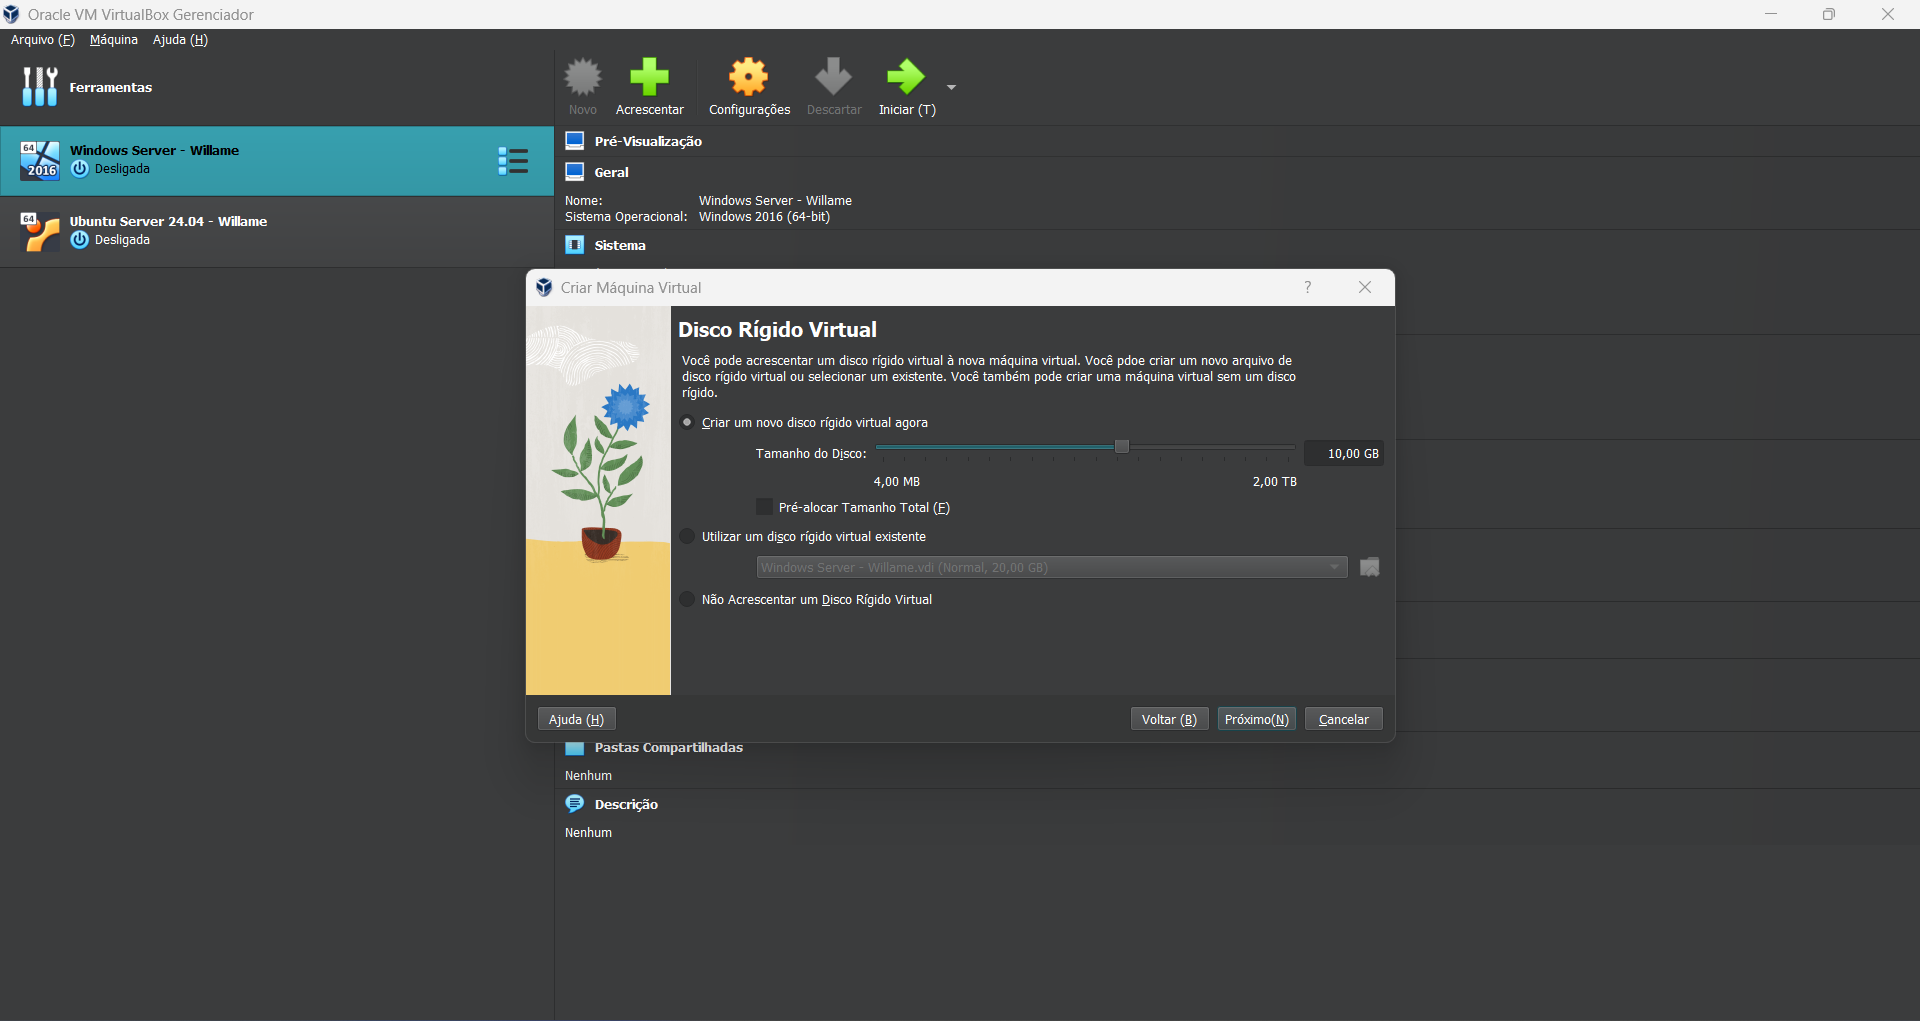 Oracle VM VirtualBox Gerenciador
Arquivo (F) Máquina Ajuda (H)
Ferramentas
Novo Acrescentar Configurações Descartar Iniciar (T)
64
2016
Windows Server - Willame
Desligada
64
Ubuntu Server 24.04 - Willame
Desligada
Pré-Visualização
Geral
Nome: Windows Server - Willame
Sistema Operacional: Windows 2016 (64-bit)
Sistema
Criar Máquina Virtual
?
Disco Rígido Virtual
Você pode acrescentar um disco rígido virtual à nova máquina virtual. Você pdoe criar um novo arquivo de
disco rígido virtual ou selecionar um existente. Você também pode criar uma máquina virtual sem um disco
rígido.
Criar um novo disco rígido virtual agora
Tamanho do Disco: 10,00 GB
4,00 MB 2,00 TB
Pré-alocar Tamanho Total (F)
Utilizar um disco rígido virtual existente
Windows Server - Willame.vdi (Normal, 20,00 GB)
Não Acrescentar um Disco Rígido Virtual
Ajuda (H) Voltar (B) Próximo(N) Cancelar
Pastas Compartilhadas
Nenhum
Descrição
Nenhum